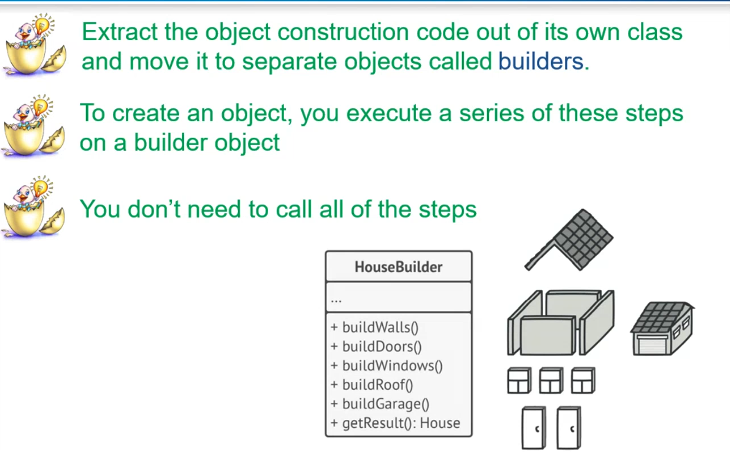 Extract the object construction code out of its own class
and move it to separate objects called builders.
To create an object, you execute a series of these steps
on a builder object
You don’t need to call all of the steps
HouseBuilder
...
+ buildWalls()
+ buildDoors()
+ buildWindows()
+ buildRoof()
+ buildGarage()
+ getResult(): House